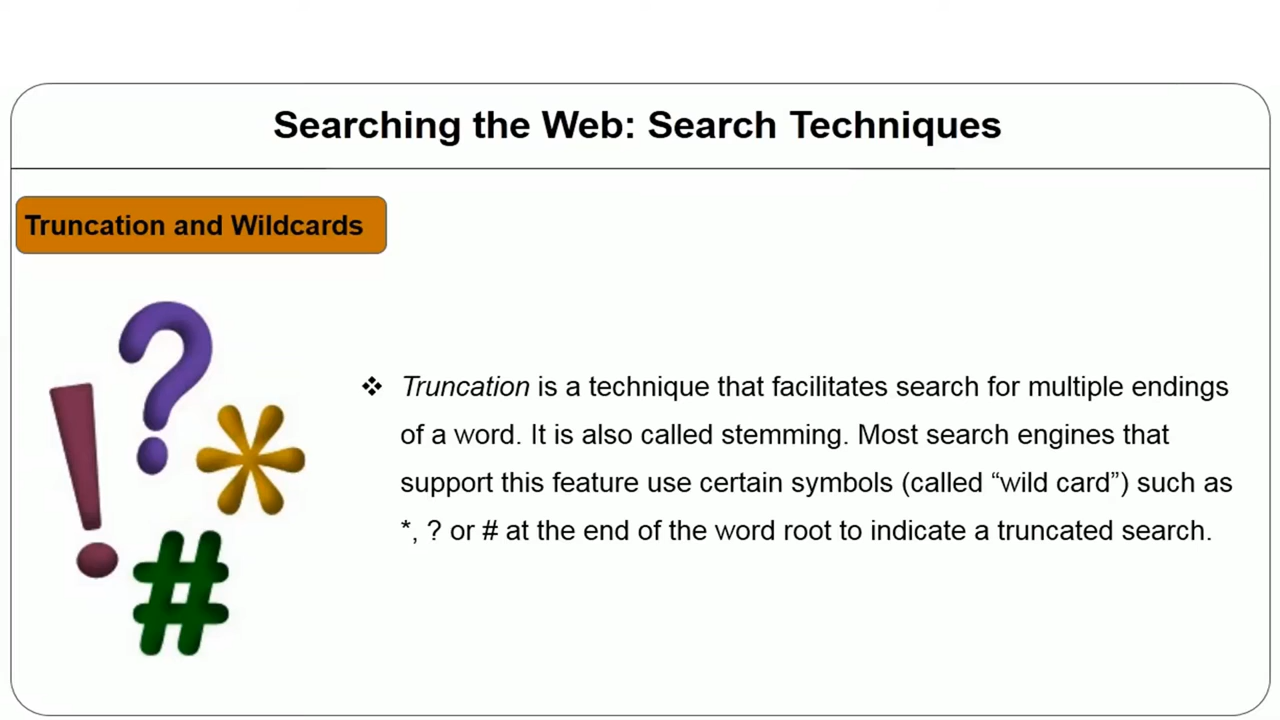 Searching the Web: Search Techniques
Truncation and Wildcards
! ? * #
❖ Truncation is a technique that facilitates search for multiple endings
of a word. It is also called stemming. Most search engines that
support this feature use certain symbols (called “wild card”) such as
*, ? or # at the end of the word root to indicate a truncated search.